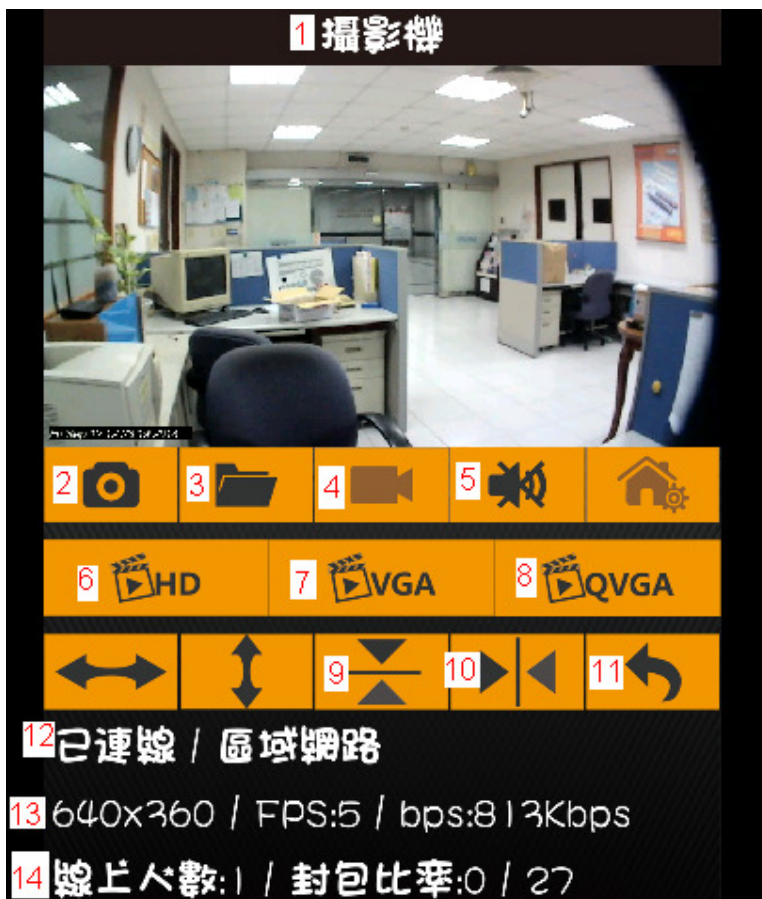 1 攝影機
2 3 4 5
6 HD 7 VGA 8 QVGA
9 10 11
12 已連線 / 區域網路
13 640x360 / FPS:5 / bps:813Kbps
14 線上人數:1 / 封包比率:0 / 27